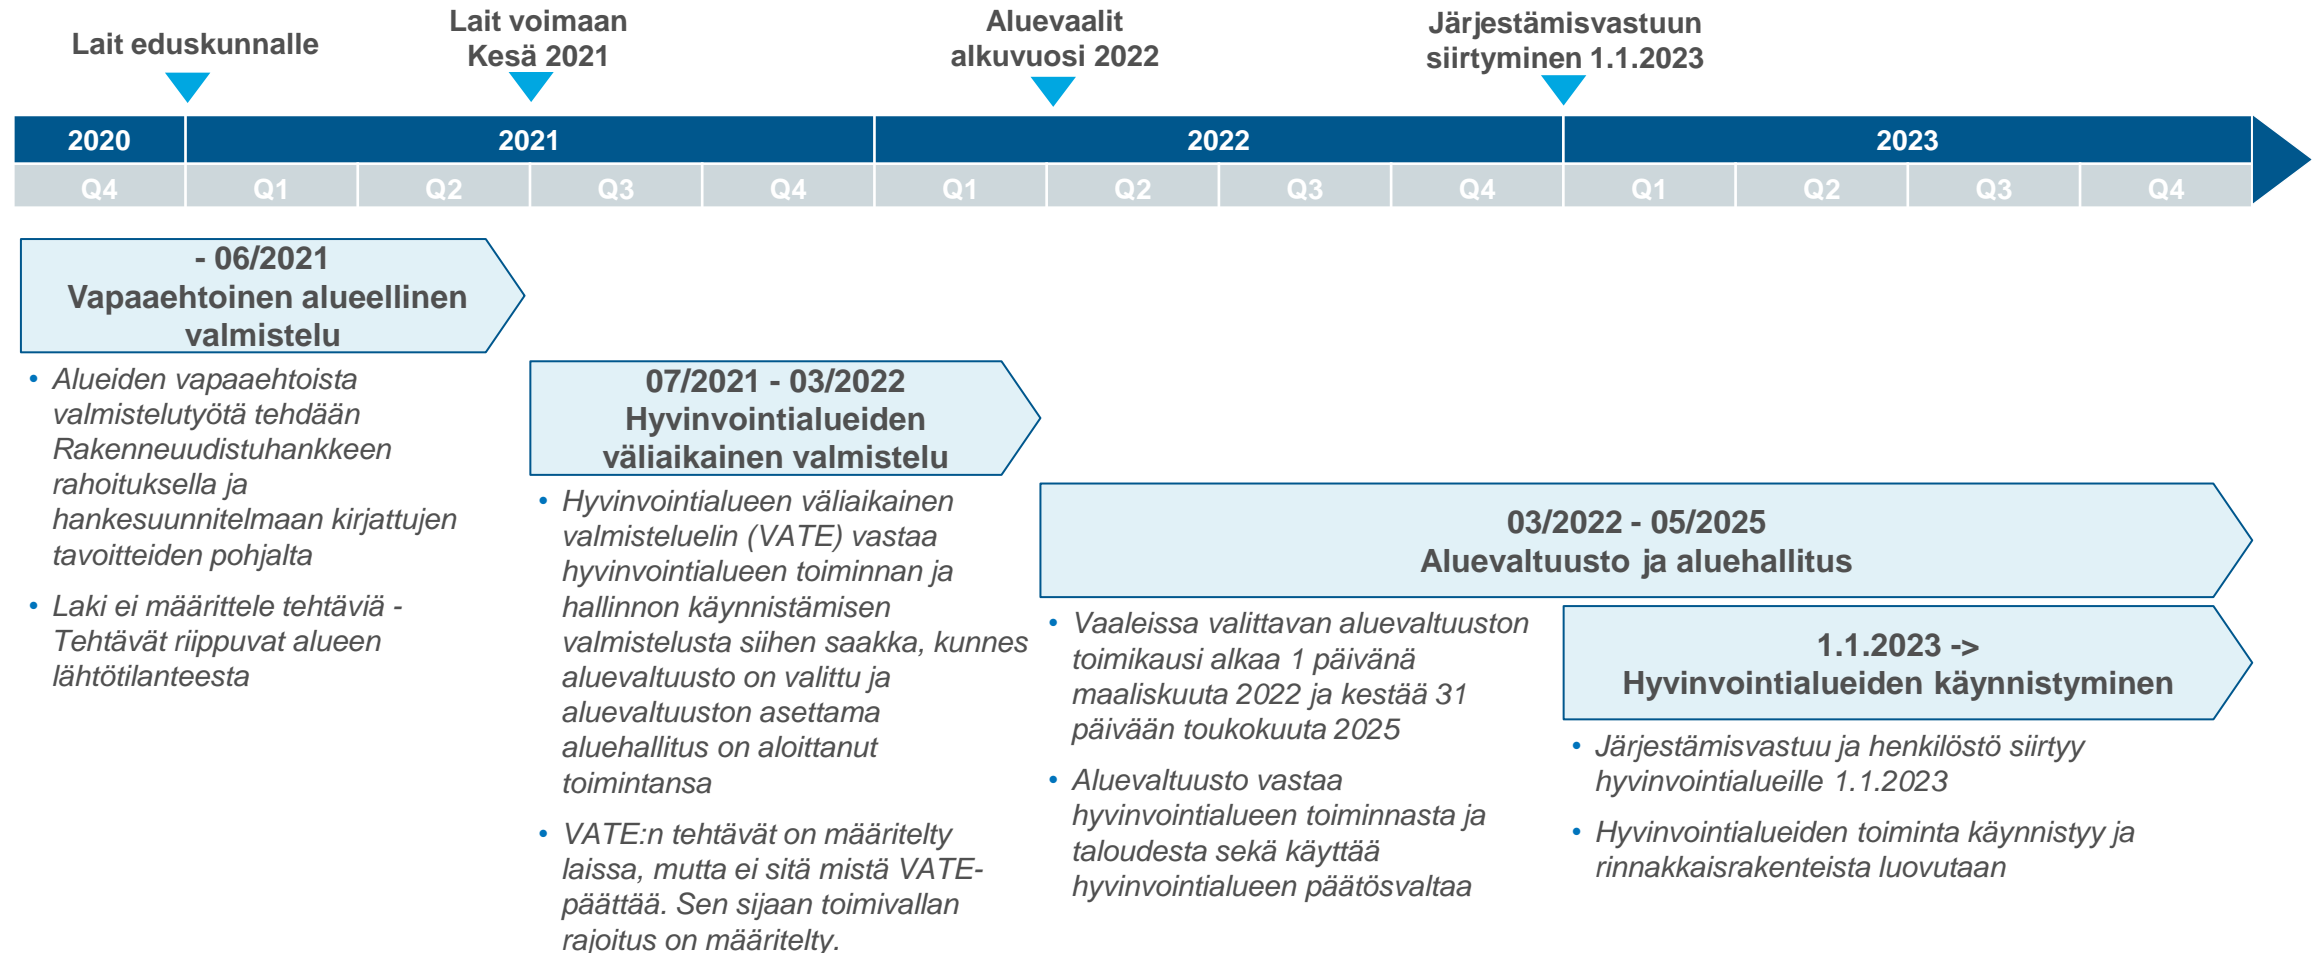 Lait eduskunnalle
Lait voimaan
Kesä 2021
Aluevaalit
alkuvuosi 2022
Järjestämisvastuun
siirtyminen 1.1.2023
2020
2021
2022
2023
Q4
Q1
Q2
Q3
Q4
Q1
Q2
Q3
Q4
Q1
Q2
Q3
Q4
- 06/2021
Vapaaehtoinen alueellinen
valmistelu
• Alueiden vapaaehtoista
valmistelutyötä tehdään
Rakenneuudistuhankkeen
rahoituksella ja
hankesuunnitelmaan kirjattujen
tavoitteiden pohjalta
• Laki ei määrittele tehtäviä -
Tehtävät riippuvat alueen
lähtötilanteesta
07/2021 - 03/2022
Hyvinvointialueiden
väliaikainen valmistelu
• Hyvinvointialueen väliaikainen
valmisteluelin (VATE) vastaa
hyvinvointialueen toiminnan ja
hallinnon käynnistämisen
valmistelusta siihen saakka, kunnes
aluevaltuusto on valittu ja
aluevaltuuston asettama
aluehallitus on aloittanut
toimintansa
• VATE:n tehtävät on määritelty
laissa, mutta ei sitä mistä VATE-
päättää. Sen sijaan toimivallan
rajoitus on määritelty.
03/2022 - 05/2025
Aluevaltuusto ja aluehallitus
• Vaaleissa valittavan aluevaltuuston
toimikausi alkaa 1 päivänä
maaliskuuta 2022 ja kestää 31
päivään toukokuuta 2025
• Aluevaltuusto vastaa
hyvinvointialueen toiminnasta ja
taloudesta sekä käyttää
hyvinvointialueen päätösvaltaa
1.1.2023 ->
Hyvinvointialueiden käynnistyminen
• Järjestämisvastuu ja henkilöstö siirtyy
hyvinvointialueille 1.1.2023
• Hyvinvointialueiden toiminta käynnistyy ja
rinnakkaisrakenteista luovutaan